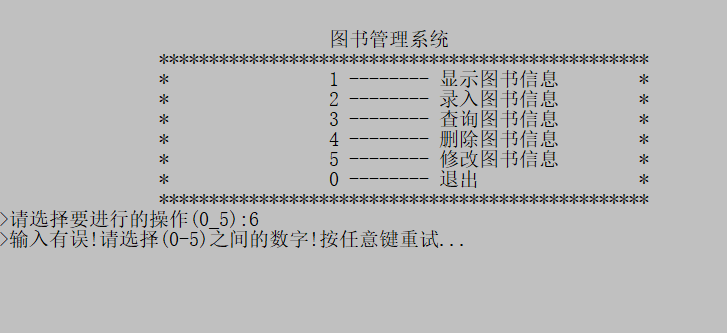 图书管理系统
*************************************************
* 1 -------- 显示图书信息 *
* 2 -------- 录入图书信息 *
* 3 -------- 查询图书信息 *
* 4 -------- 删除图书信息 *
* 5 -------- 修改图书信息 *
* 0 -------- 退出 *
*************************************************
>请选择要进行的操作(0_5):6
>输入有误!请选择(0-5)之间的数字!按任意键重试...